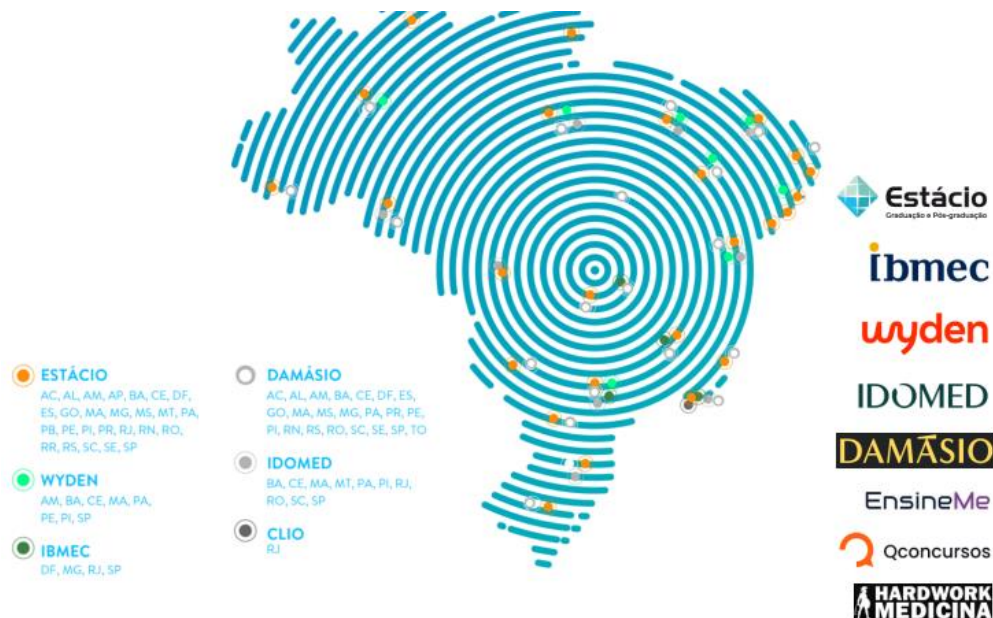 ESTÁCIO
AC, AL, AM, AP, BA, CE, DF,
ES, GO, MA, MG, MS, MT, PA,
PB, PE, PI, PR, RJ, RN, RO,
RR, RS, SC, SE, SP
WYDEN
AM, BA, CE, MA, PA,
PE, PI, SP
IBMEC
DF, MG, RJ, SP
DAMÁSIO
AC, AL, AM, BA, CE, DF, ES,
GO, MA, MS, MG, PA, PR, PE,
PI, RN, RS, RO, SC, SE, SP, TO
IDOMED
BA, CE, MA, MT, PA, PI, RJ,
RO, SC, SP
CLIO
RJ
Estácio
Graduação e Pós-graduação
ibmec
wyden
IDOMED
DAMÁSIO
EnsineMe
Qconcursos
HARDWORK
MEDICINA